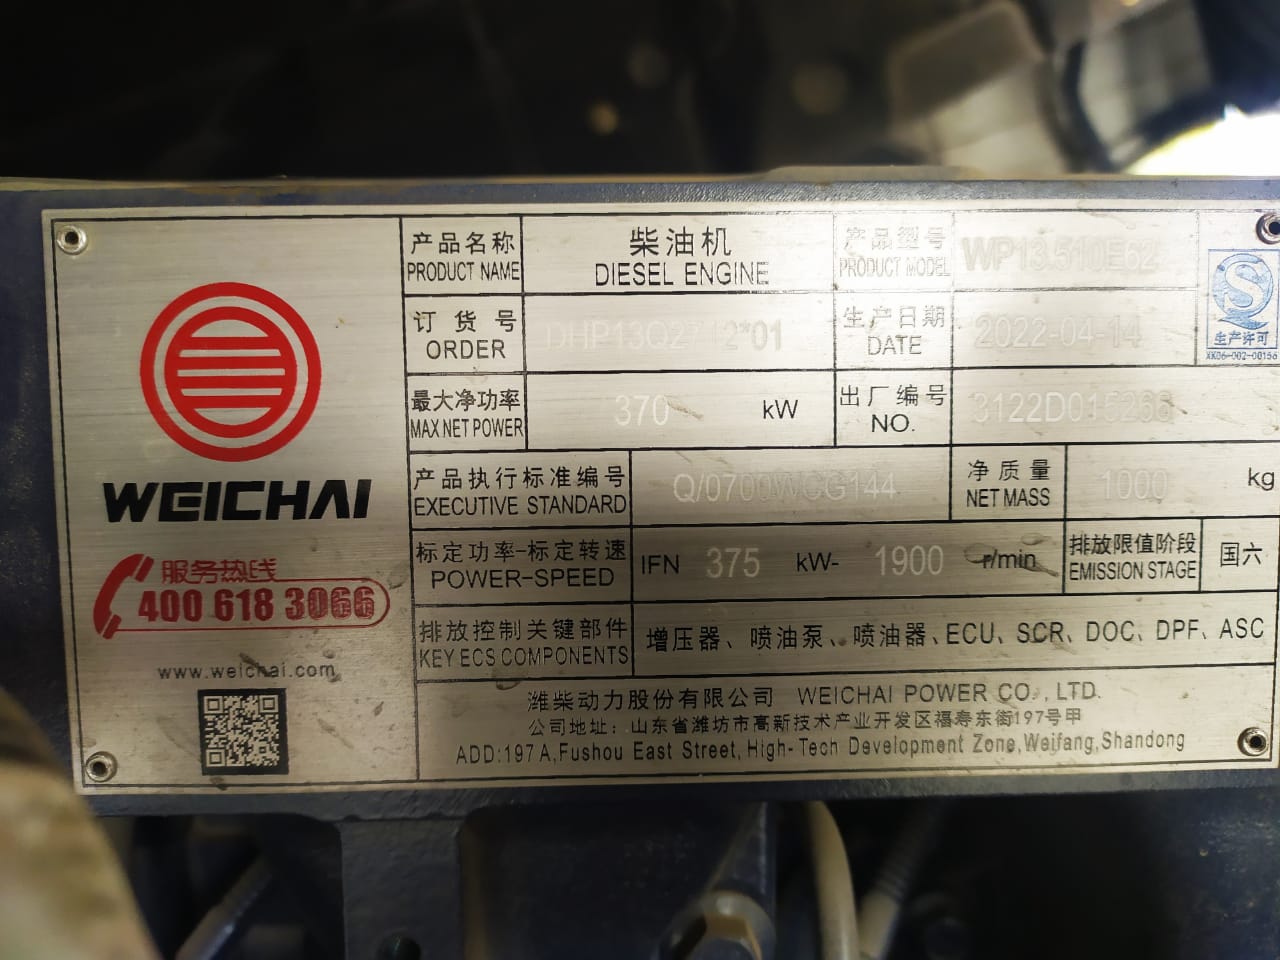 产品名称
PRODUCT NAME
柴油机
DIESEL ENGINE
产品型号
PRODUCT MODEL
WP13.510E62
生产许可
XK06-002-00156
订货号
ORDER
生产日期
DATE
2022-04-14
最大净功率
MAX NET POWER
370 kW
出厂编号
NO.
产品执行标准编号
EXECUTIVE STANDARD
Q/0700WCG144
净质量
NET MASS
1000 kg
标定功率-标定转速
POWER-SPEED
IFN 375 kW- 1900 r/min
排放限值阶段
EMISSION STAGE
国六
排放控制关键部件
KEY ECS COMPONENTS
增压器、喷油泵、喷油器、ECU、SCR、DOC、DPF、ASC
潍柴动力股份有限公司 WEICHAI POWER CO., LTD.
公司地址：山东省潍坊市高新技术产业开发区福寿东街197号甲
ADD:197 A,Fushou East Street,High-Tech Development Zone,Weifang,Shandong
WEICHAI
服务热线
400 618 3066
www.weichai.com